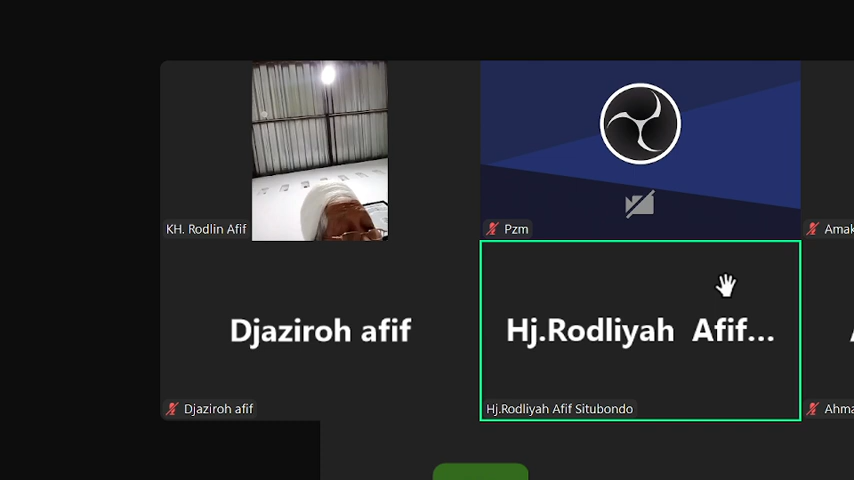 KH. Rodlin Afif
Pzm
Amak
Djaziroh afif
Hj.Rodliyah Afif...
A
Djaziroh afif
Hj.Rodliyah Afif Situbondo
Ahma